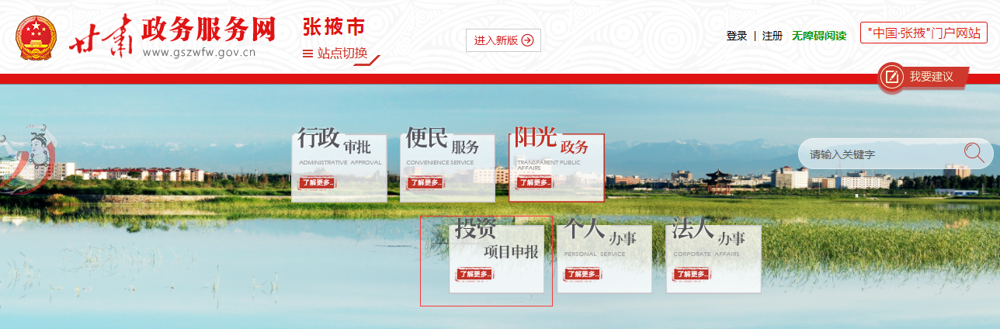 甘肃 政务服务网
www.gszwfw.gov.cn
张掖市
站点切换
进入新版
登录 | 注册 无障碍阅读
"中国·张掖"门户网站
我要建议
行政 审批
ADMINISTRATIVE APPROVAL
了解更多..
便民 服务
CONVENIENCE SERVICE
了解更多..
阳光 政务
TRANSPARENT PUBLIC
AFFAIRS
了解更多..
请输入关键字
投资
项目申报
了解更多..
个人 办事
PERSONAL SERVICE
了解更多..
法人 办事
CORPORATE AFFAIRS
了解更多..